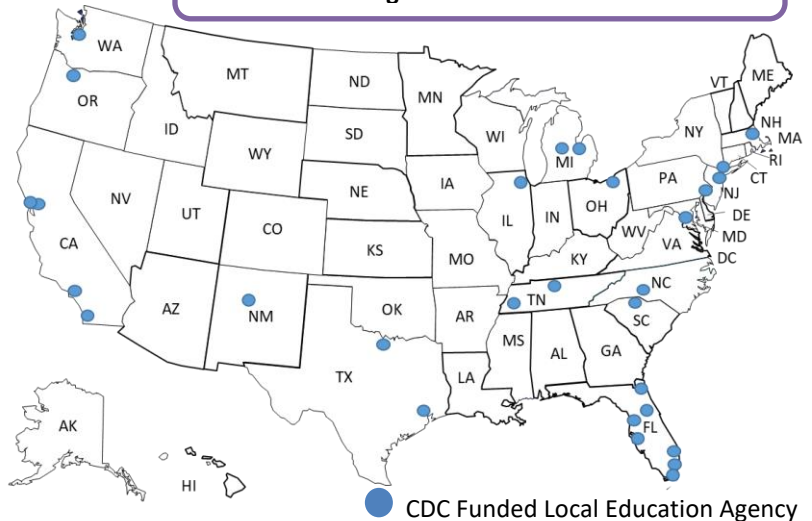 WA
MT
ND
MN
VT
ME
OR
ID
SD
WI
MI
NY
NH
MA
WY
RI
CT
IA
PA
NJ
NE
NV
UT
CO
IL
IN
OH
WV
DE
MD
VA
DC
CA
KS
MO
KY
AZ
NM
OK
AR
TN
NC
SC
MS
AL
GA
TX
LA
FL
AK
HI
CDC Funded Local Education Agency